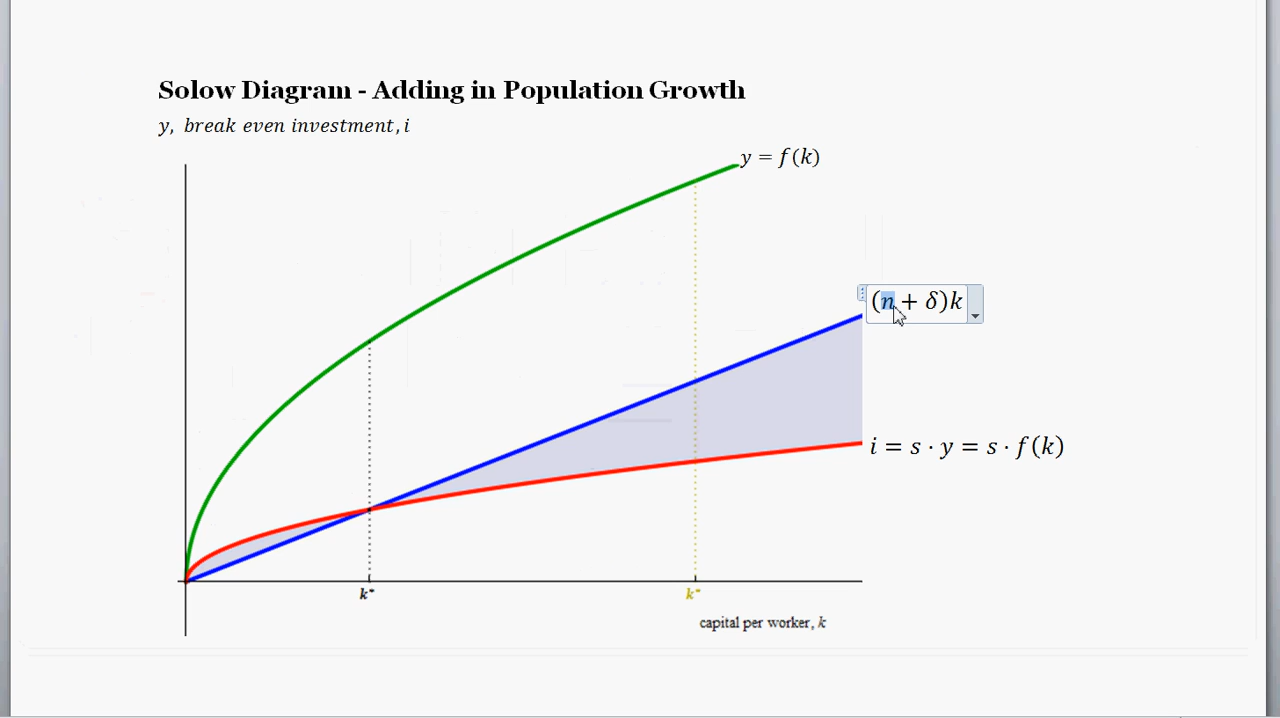 Solow Diagram - Adding in Population Growth
y, break even investment, i
y = f(k)
(n + δ)k
i = s · y = s · f(k)
k* k*
capital per worker, k